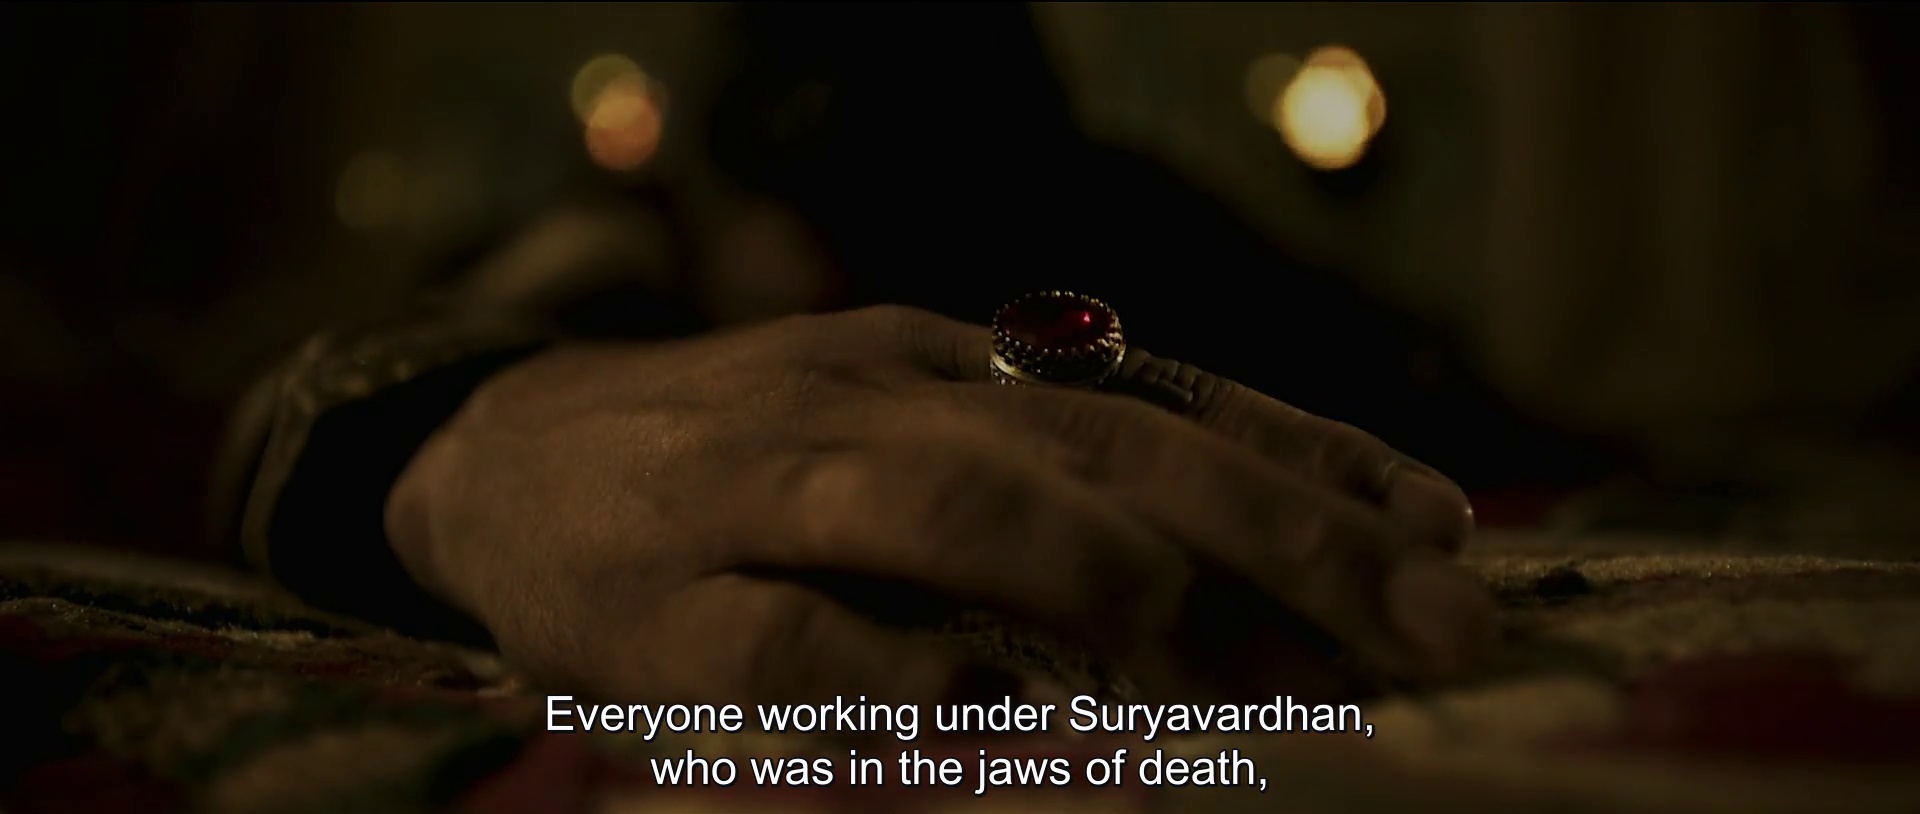 Everyone working under Suryavardhan,
who was in the jaws of death,